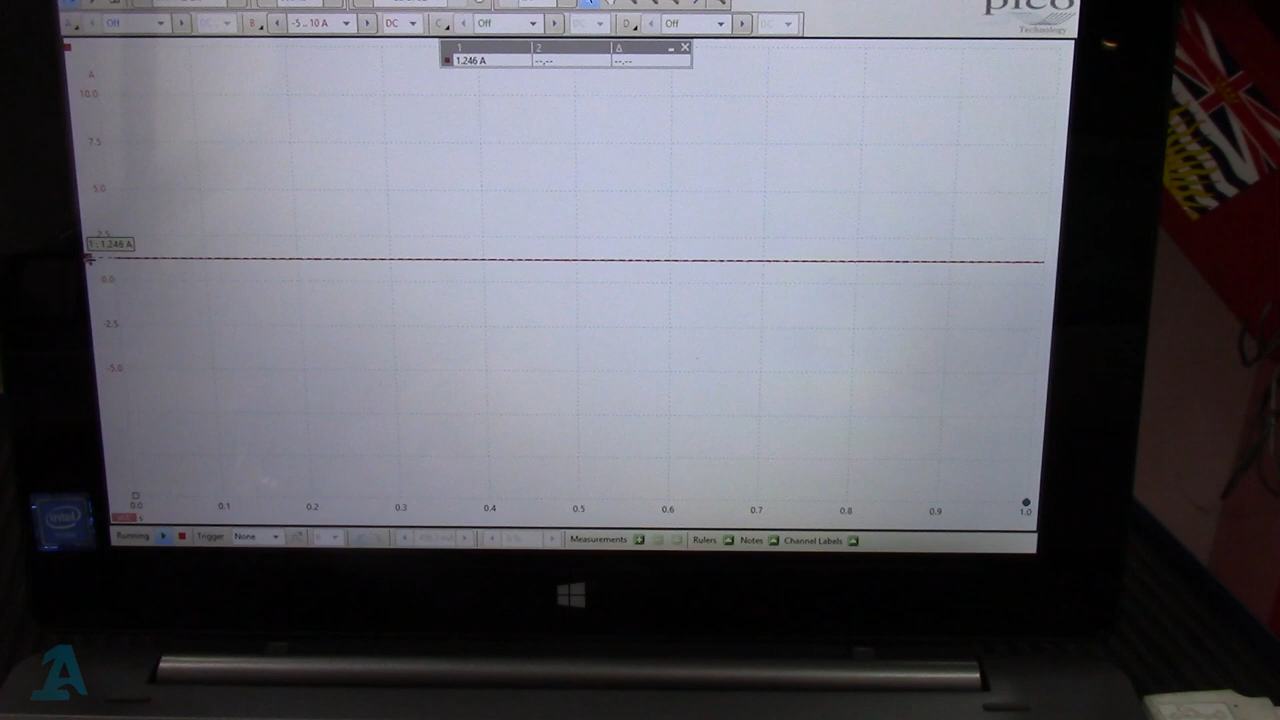 pico
Technology
A Off B -5 .. 10 A DC C Off D Off DC
1 2 Δ
1.246 A --.-- --.--
A
10.0
7.5
5.0
2.5
1 : 1.246 A
0.0
-2.5
-5.0
0.0 0.1 0.2 0.3 0.4 0.5 0.6 0.7 0.8 0.9 1.0
s
Running Trigger None Measurements Rulers Notes Channel Labels
intel
A